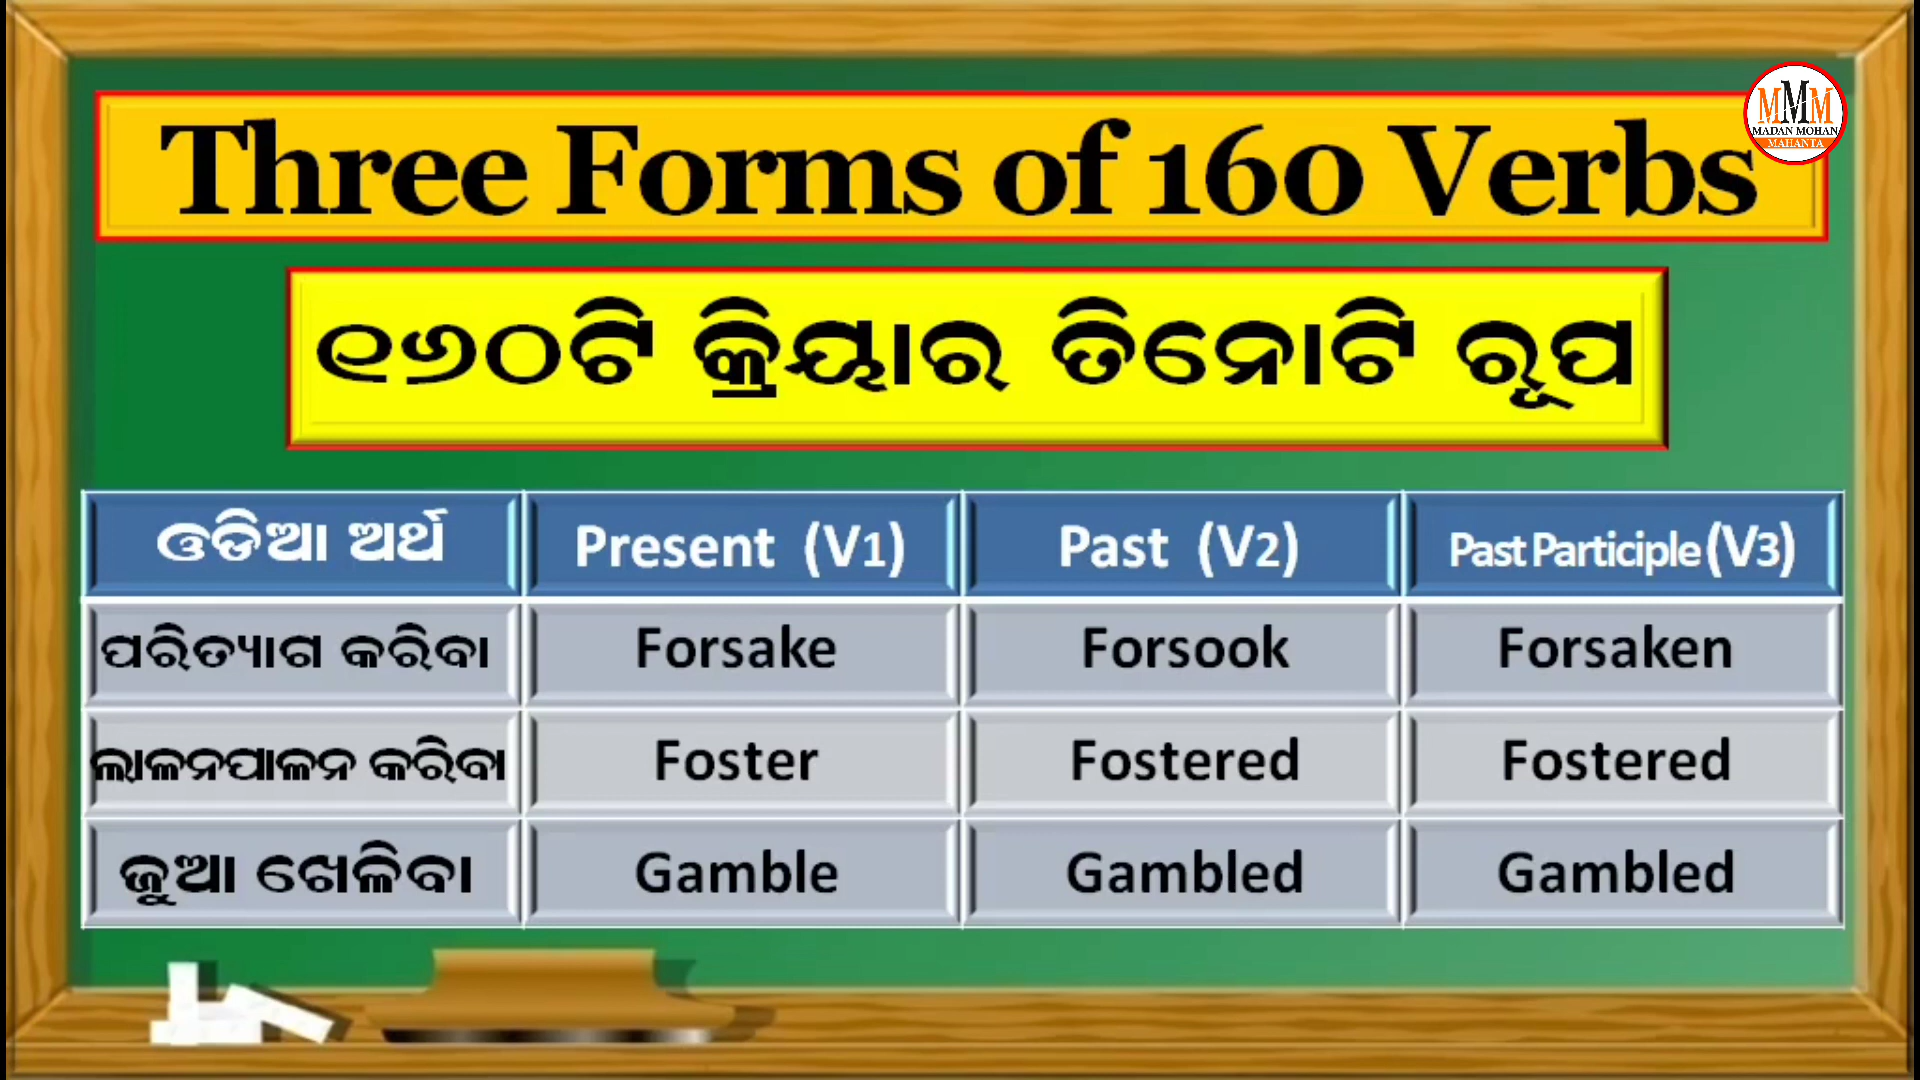 Three Forms of 160 Verbs
MMM
MADAN MOHAN
MAHANTA
୧୬୦ଟି କ୍ରିୟାର ତିନୋଟି ରୂପ
ଓଡିଆ ଅର୍ଥ Present (V1) Past (V2) Past Participle (V3)
ପରିତ୍ୟାଗ କରିବା Forsake Forsook Forsaken
ଲାଳନପାଳନ କରିବା Foster Fostered Fostered
ଜୁଆ ଖେଳିବା Gamble Gambled Gambled